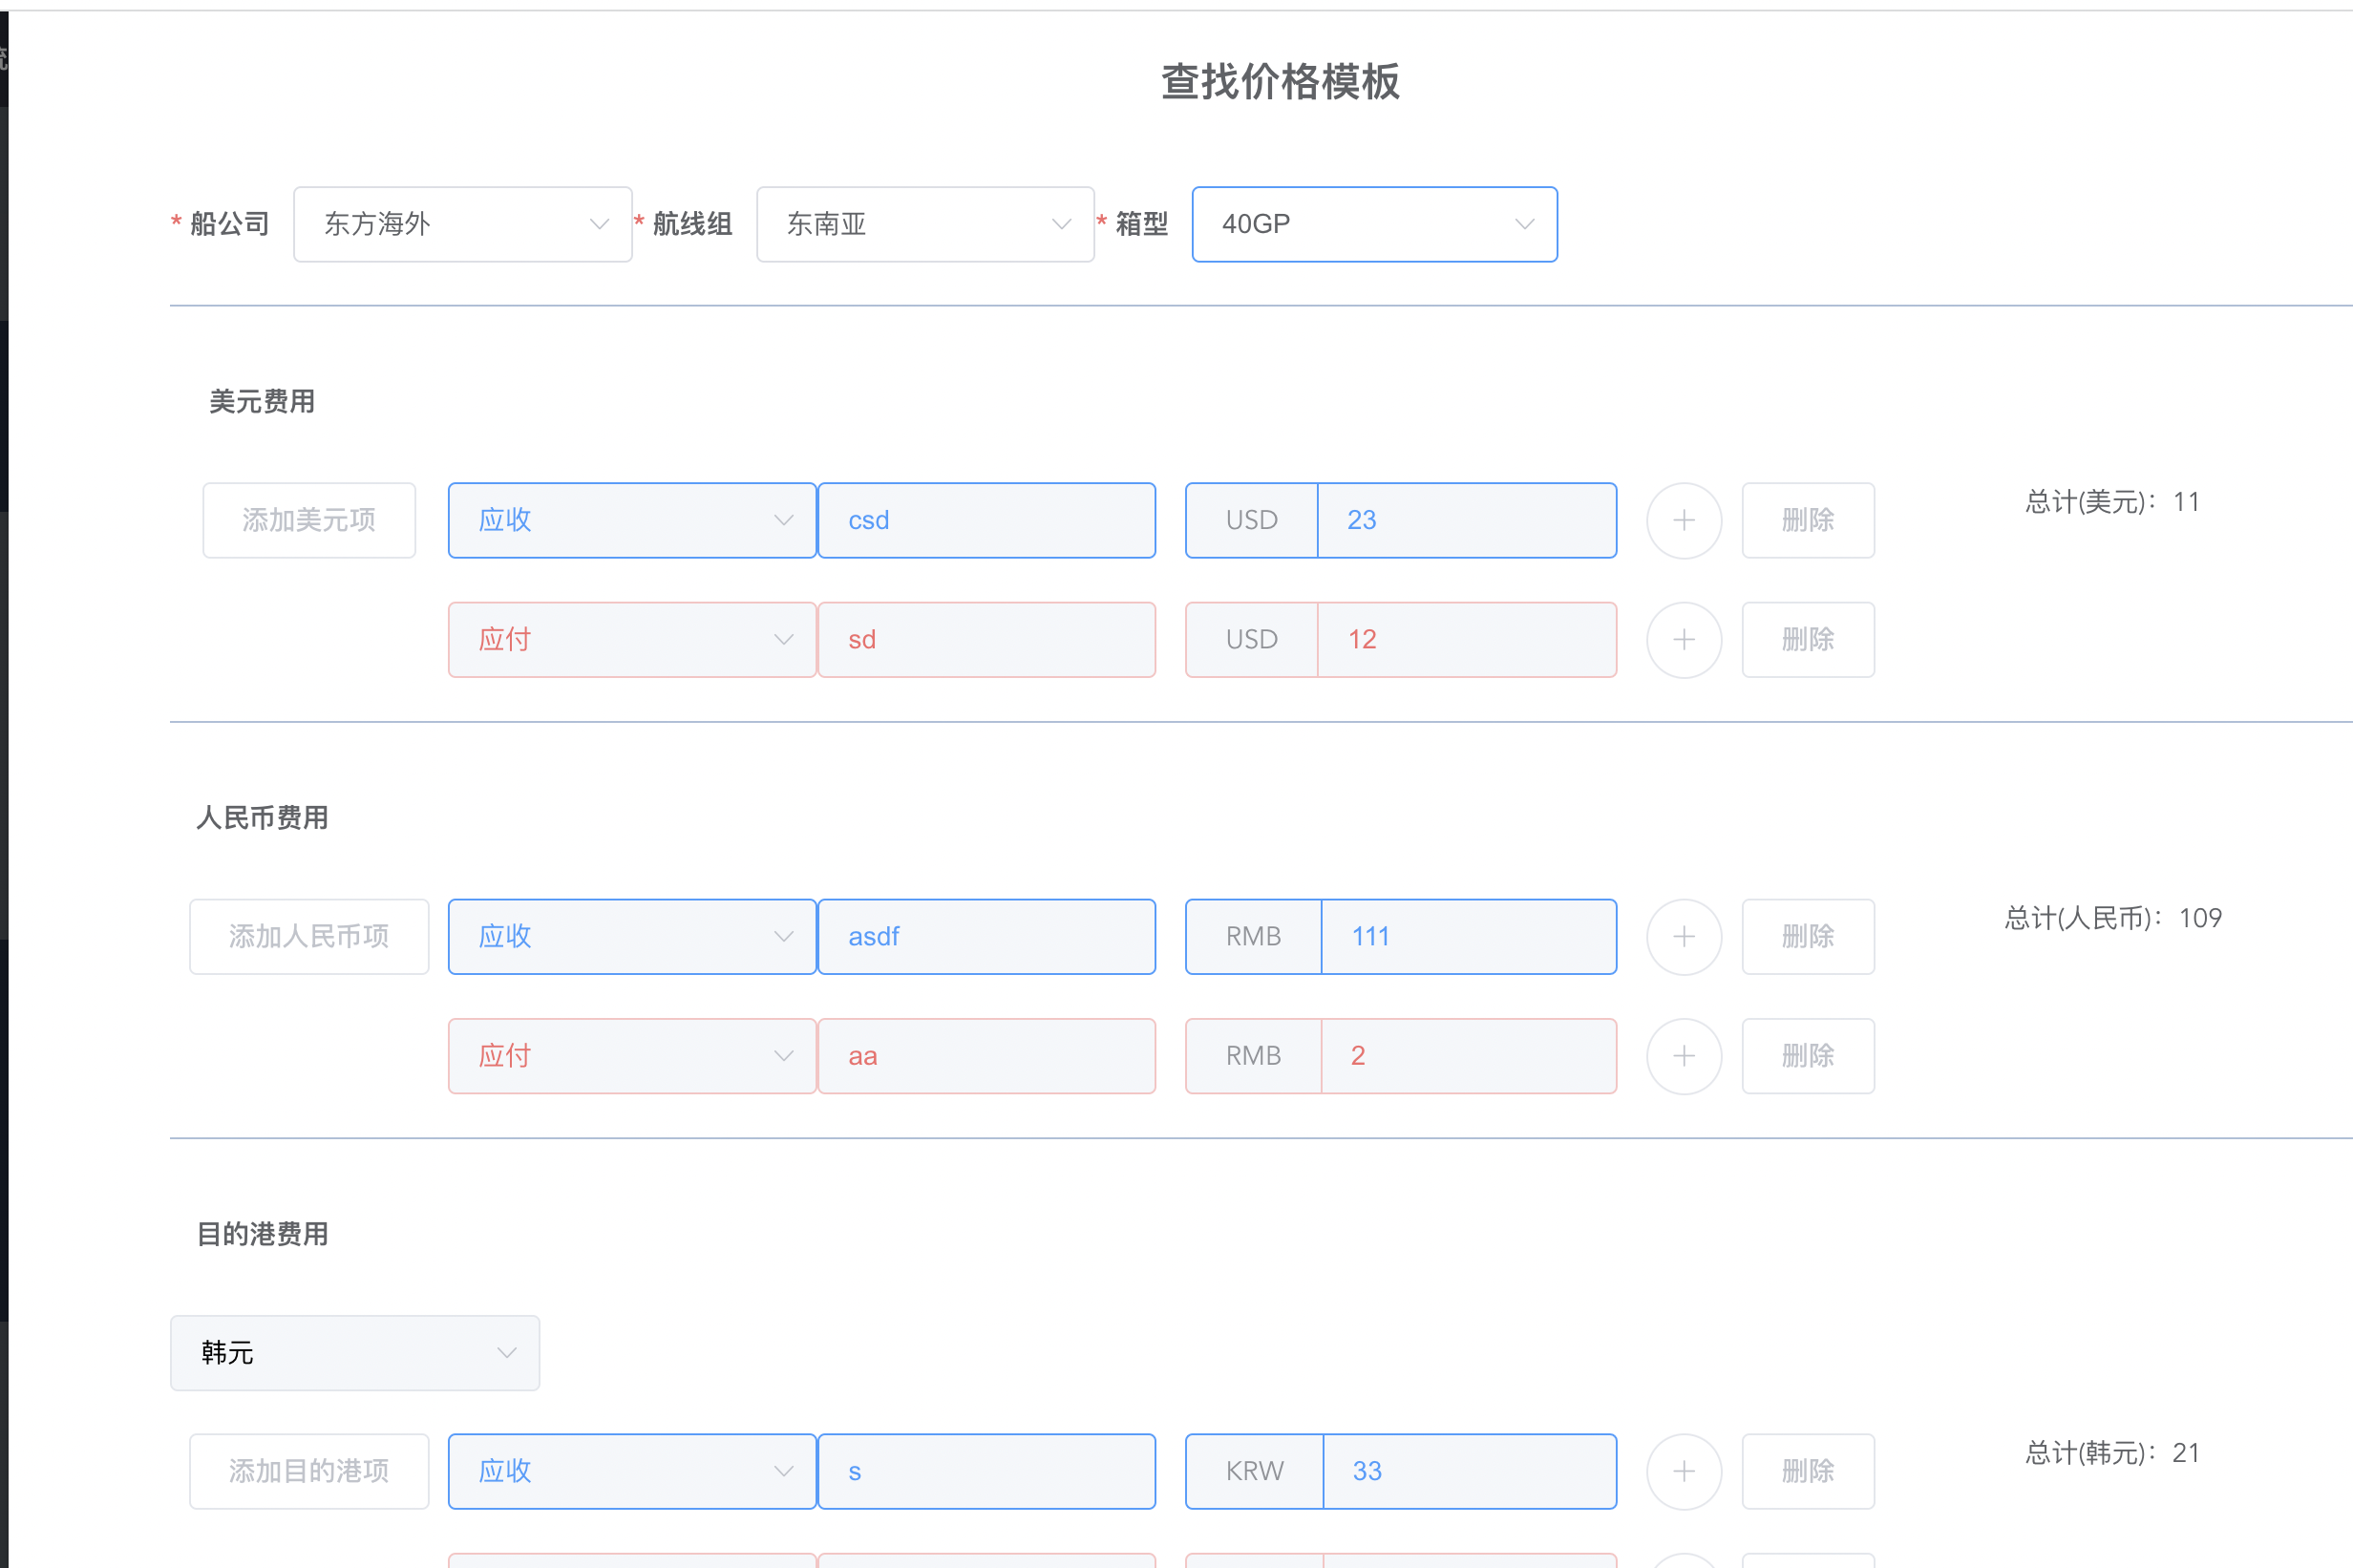 查找价格模板
* 船公司 东方海外 * 航线组 东南亚 * 箱型 40GP
美元费用
添加美元项 应收 csd USD 23 删除 总计(美元)：11
应付 sd USD 12 删除
人民币费用
添加人民币项 应收 asdf RMB 111 删除 总计(人民币)：109
应付 aa RMB 2 删除
目的港费用
韩元
添加目的港项 应收 s KRW 33 删除 总计(韩元)：21